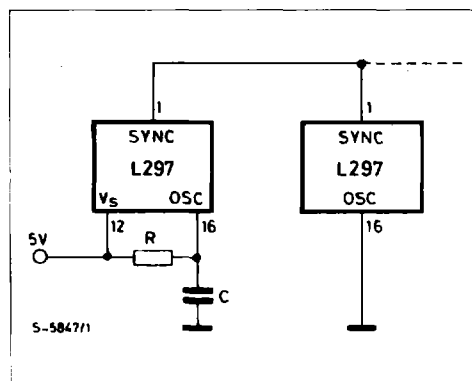 1 1
SYNC SYNC
L297 L297
Vs OSC OSC
12 16 16
5V R
C
S-5847/1